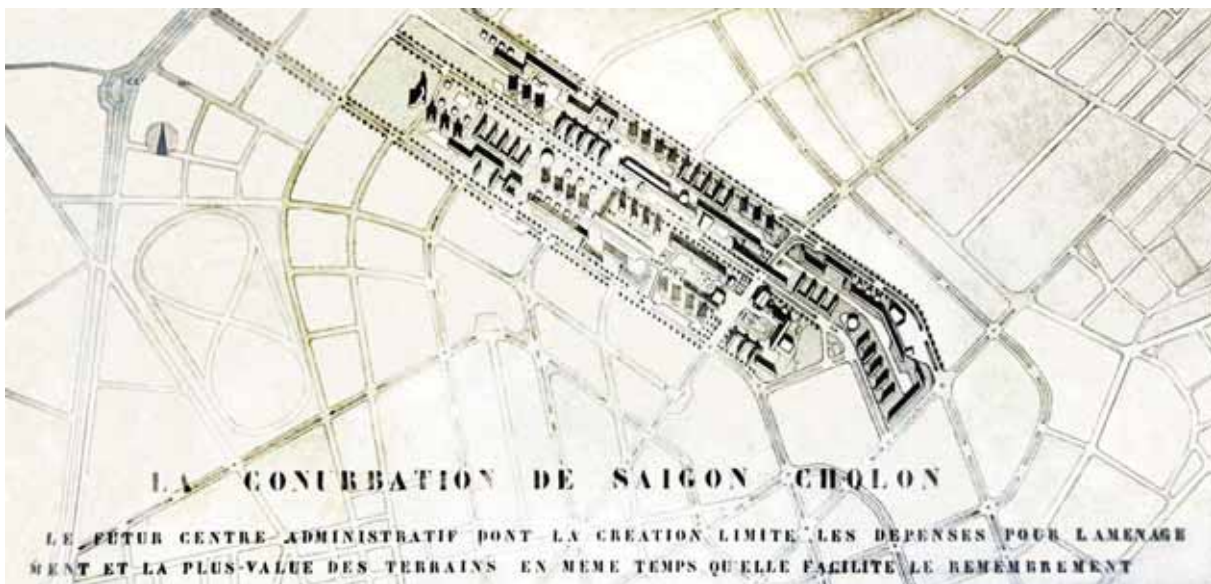 LA CONURBATION DE SAIGON CHOLON
LE FUTUR CENTRE ADMINISTRATIF DONT LA CREATION LIMITE LES DEPENSES POUR LAMENAGE
MENT ET LA PLUS-VALUE DES TERRAINS EN MEME TEMPS QU'ELLE FACILITE LE REMEMBREMENT